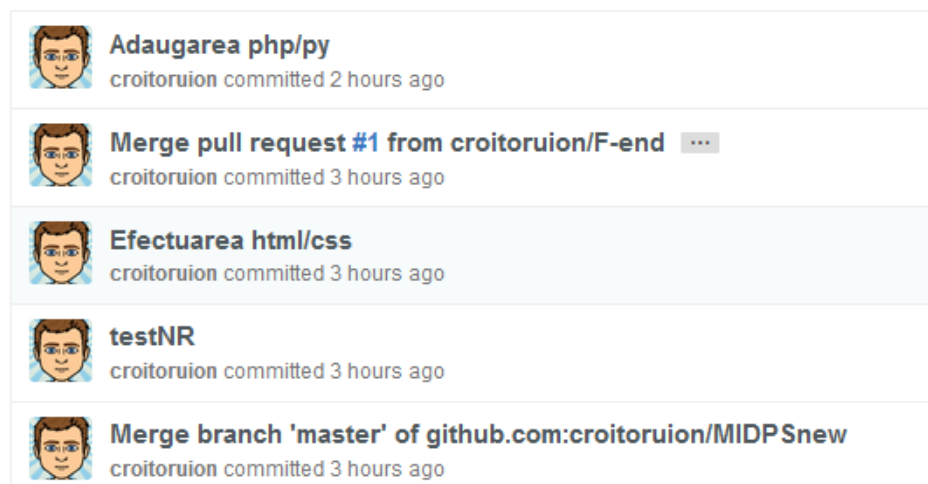 Adaugarea php/py
croitoruion committed 2 hours ago
Merge pull request #1 from croitoruion/F-end ...
croitoruion committed 3 hours ago
Efectuarea html/css
croitoruion committed 3 hours ago
testNR
croitoruion committed 3 hours ago
Merge branch 'master' of github.com:croitoruion/MIDPSnew
croitoruion committed 3 hours ago